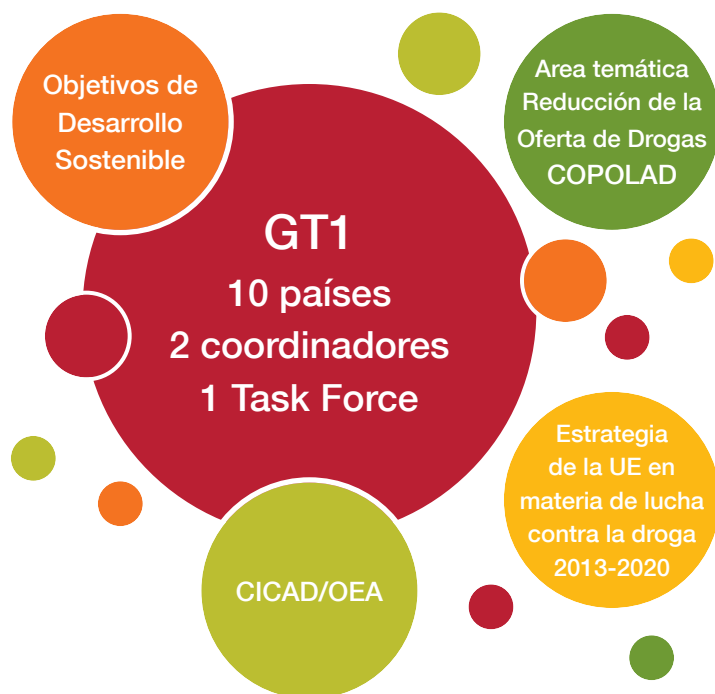 Objetivos de
Desarrollo
Sostenible
Area temática
Reducción de la
Oferta de Drogas
COPOLAD
GT1
10 países
2 coordinadores
1 Task Force
Estrategia
de la UE en
materia de lucha
contra la droga
2013-2020
CICAD/OEA